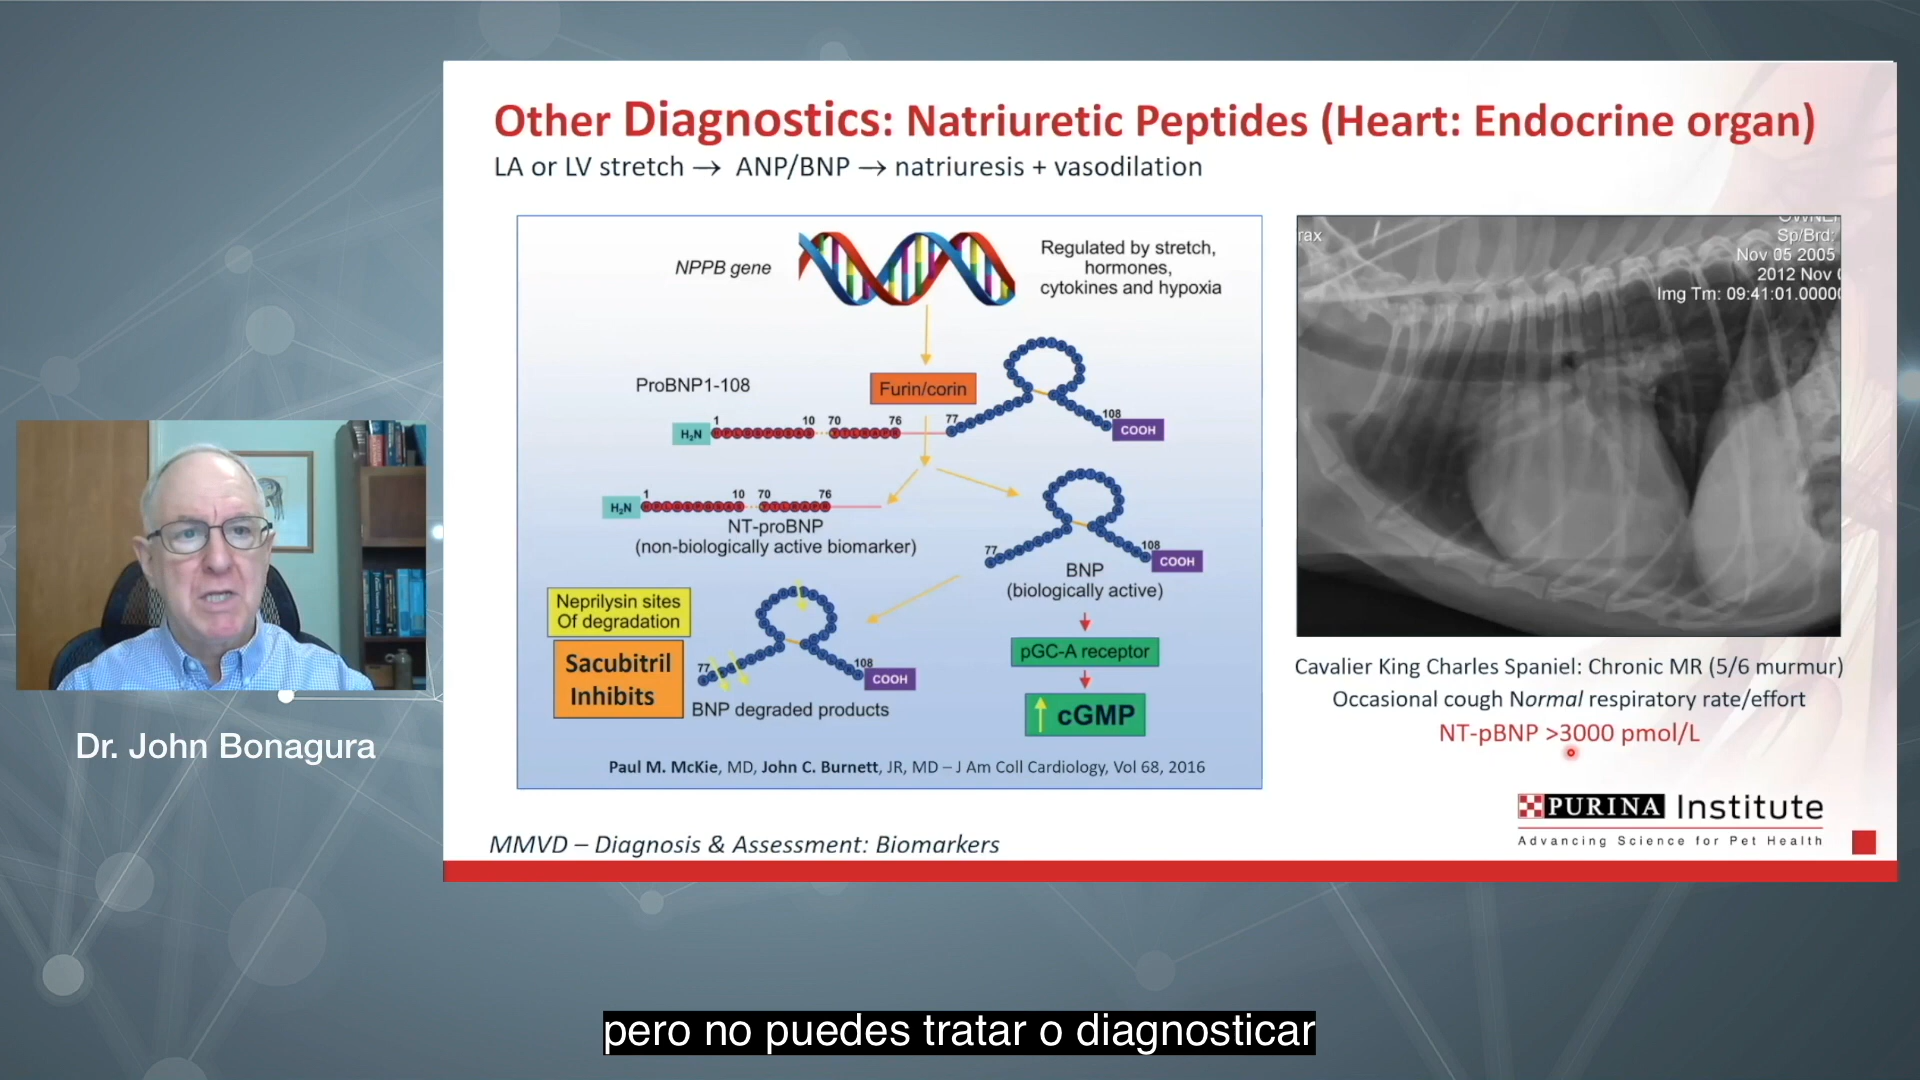 Other Diagnostics: Natriuretic Peptides (Heart: Endocrine organ)
LA or LV stretch → ANP/BNP → natriuresis + vasodilation
NPPB gene
Regulated by stretch,
hormones,
cytokines and hypoxia
ProBNP1-108
Furin/corin
H₂N
1
10
70
76
77
108
COOH
H₂N
1
10
70
76
NT-proBNP
(non-biologically active biomarker)
77
108
COOH
BNP
(biologically active)
Neprilysin sites
Of degradation
Sacubitril
Inhibits
77
108
COOH
BNP degraded products
pGC-A receptor
cGMP
Paul M. McKie, MD, John C. Burnett, JR, MD – J Am Coll Cardiology, Vol 68, 2016
rax
Sp/Brd:
Nov 05 2005
2012 Nov
Img Tm: 09:41:01.0000
Cavalier King Charles Spaniel: Chronic MR (5/6 murmur)
Occasional cough Normal respiratory rate/effort
NT-pBNP >3000 pmol/L
PURINA Institute
Advancing Science for Pet Health
MMVD – Diagnosis & Assessment: Biomarkers
Dr. John Bonagura
pero no puedes tratar o diagnosticar